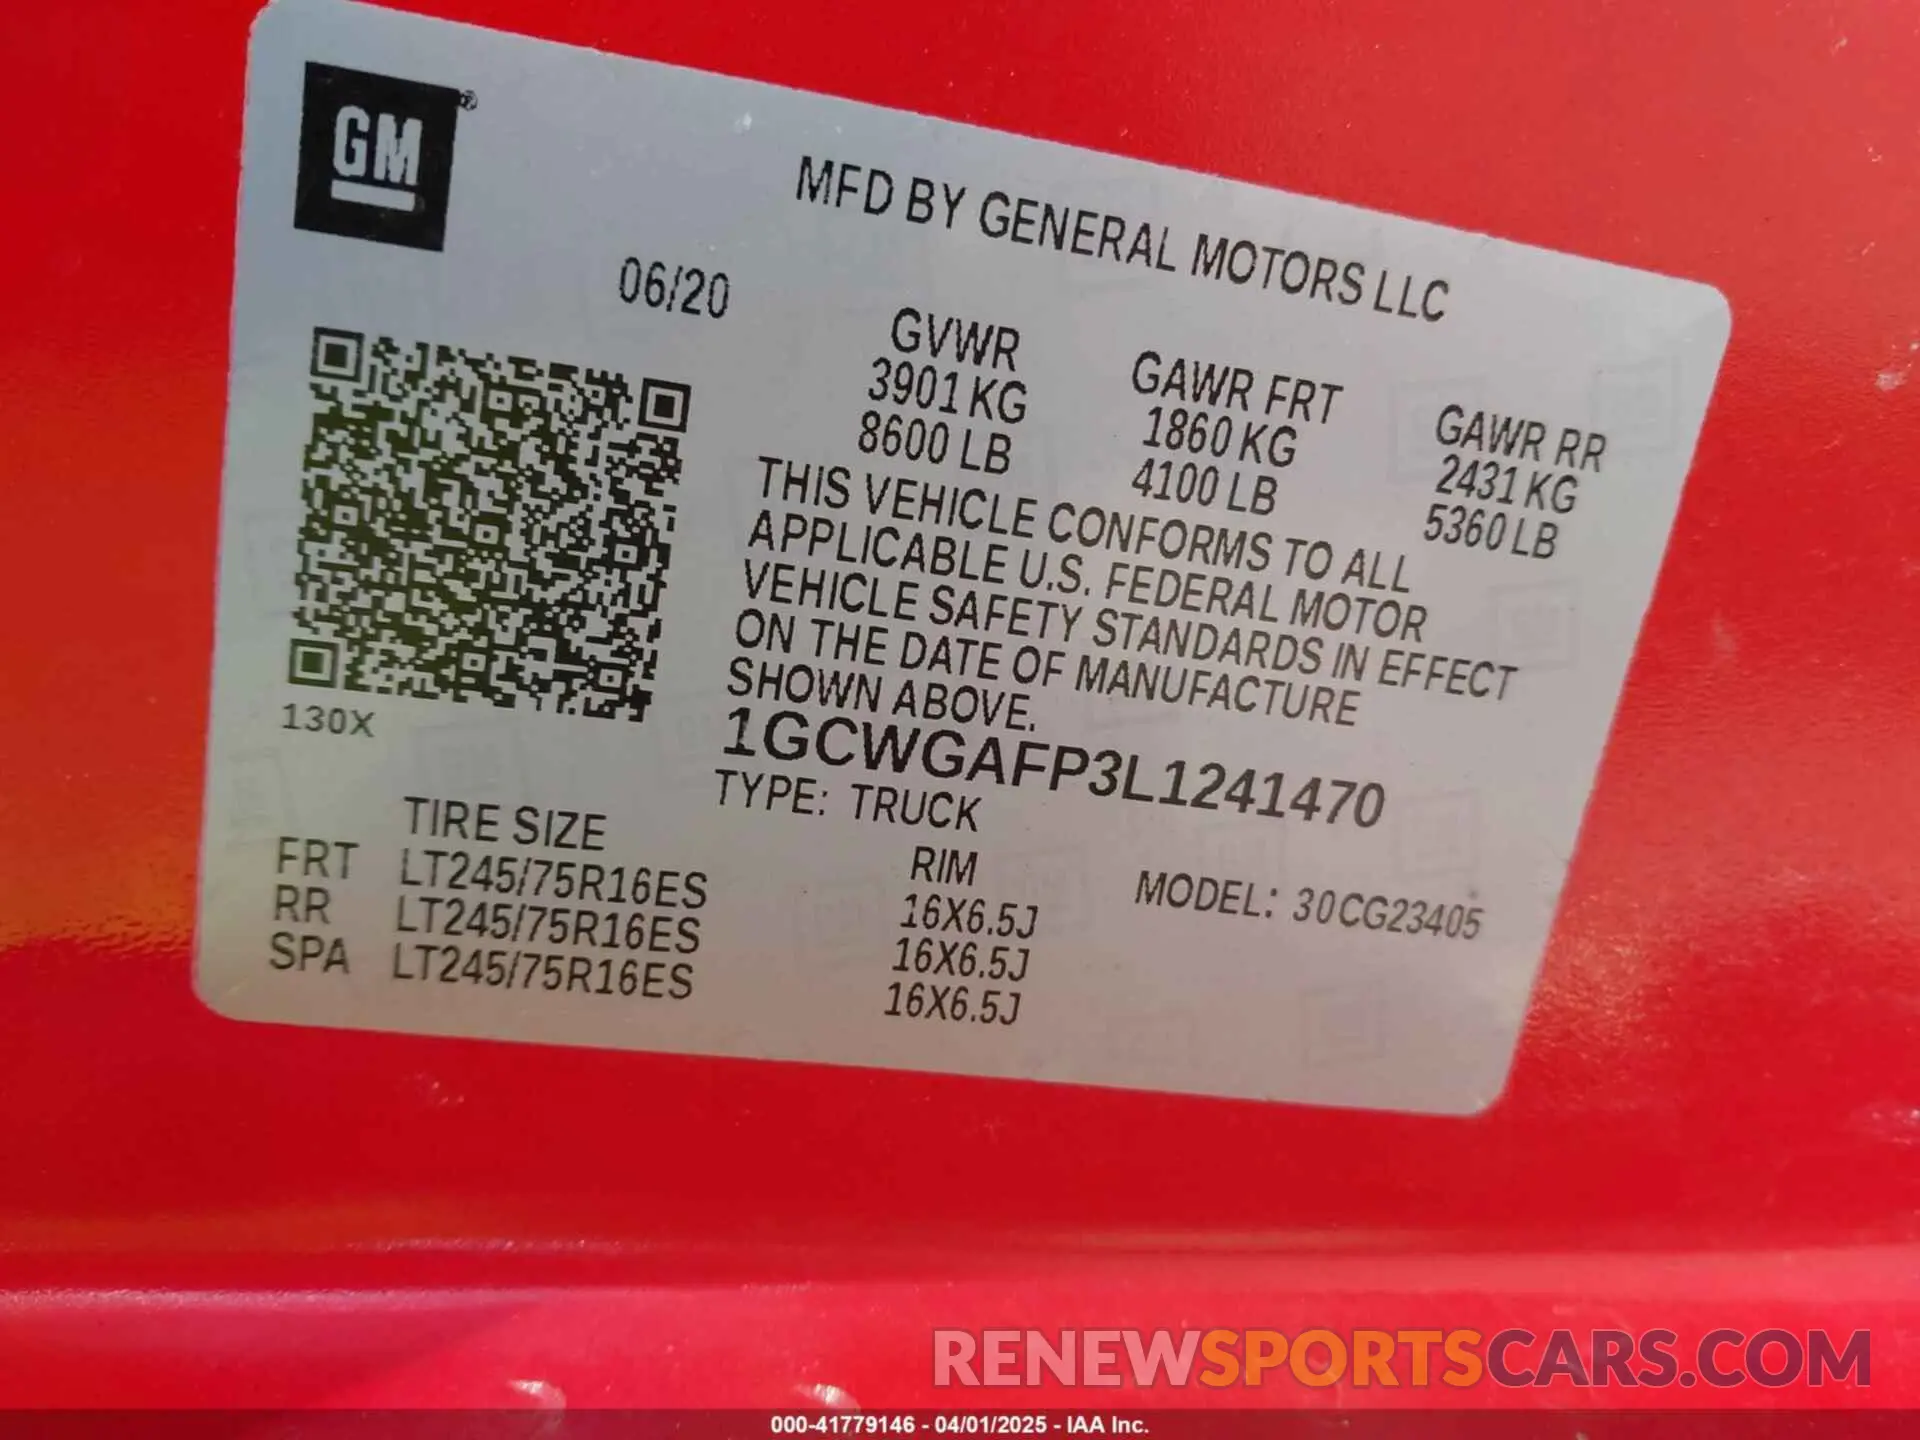 GM®
MFD BY GENERAL MOTORS LLC
06/20
GVWR GAWR FRT GAWR RR
3901 KG 1860 KG 2431 KG
8600 LB 4100 LB 5360 LB
THIS VEHICLE CONFORMS TO ALL
APPLICABLE U.S. FEDERAL MOTOR
VEHICLE SAFETY STANDARDS IN EFFECT
ON THE DATE OF MANUFACTURE
SHOWN ABOVE.
130X
1GCWGAFP3L1241470
TYPE: TRUCK
TIRE SIZE RIM MODEL: 30CG23405
FRT LT245/75R16ES 16X6.5J
RR LT245/75R16ES 16X6.5J
SPA LT245/75R16ES 16X6.5J
RENEWSPORTSCARS.COM
000-41779146 - 04/01/2025 - IAA Inc.